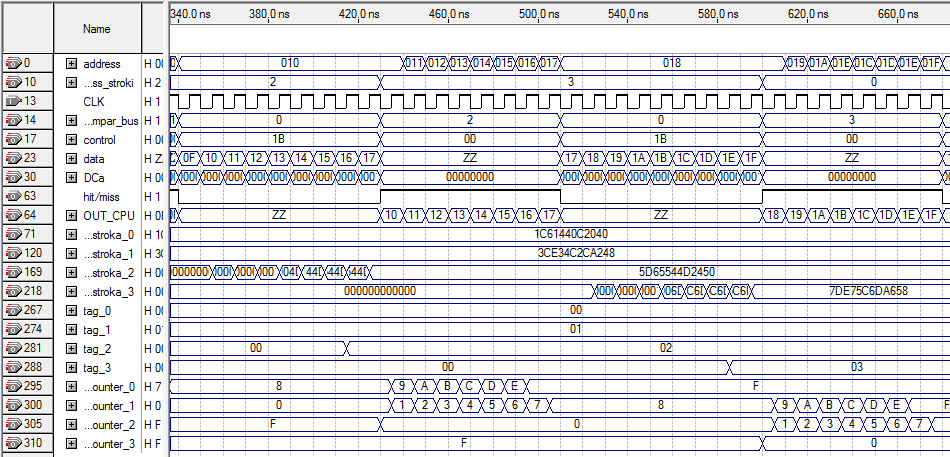 Name
340.0 ns 380.0 ns 420.0 ns 460.0 ns 500.0 ns 540.0 ns 580.0 ns 620.0 ns 660.0 ns
0 address H 00 010 011 012 013 014 015 016 017 018 019 01A 01B 01C 01D 01E 01F
10 ...ss_stroki H 2 2 3 0
13 CLK H 1
14 ...mpar_bus H 1 1 0 2 0 3
17 control H 00 1B 00 1B 00
23 data H Z 0F 10 11 12 13 14 15 16 17 ZZ 17 18 19 1A 1B 1C 1D 1E 1F ZZ
30 DCa H 00 00000000 00000000
63 hit/miss H 1
64 OUT_CPU H 0 ZZ 10 11 12 13 14 15 16 17 ZZ 18 19 1A 1B 1C 1D 1E 1F
71 ...stroka_0 H 1C 1C61440C2040
120 ...stroka_1 H 3C 3CE34C2CA248
169 ...stroka_2 H 00 5D65544D2450
218 ...stroka_3 H 00 000000000000 7DE75C6DA658
267 tag_0 H 00 00
274 tag_1 H 0 01
281 tag_2 H 00 00 02
288 tag_3 H 00 00 03
295 ...ounter_0 H 7 8 9 A B C D E F
300 ...ounter_1 H 0 0 1 2 3 4 5 6 7 8 9 A B C D E F
305 ...ounter_2 H F F 0 1 2 3 4 5 6 7
310 ...ounter_3 H F F 0